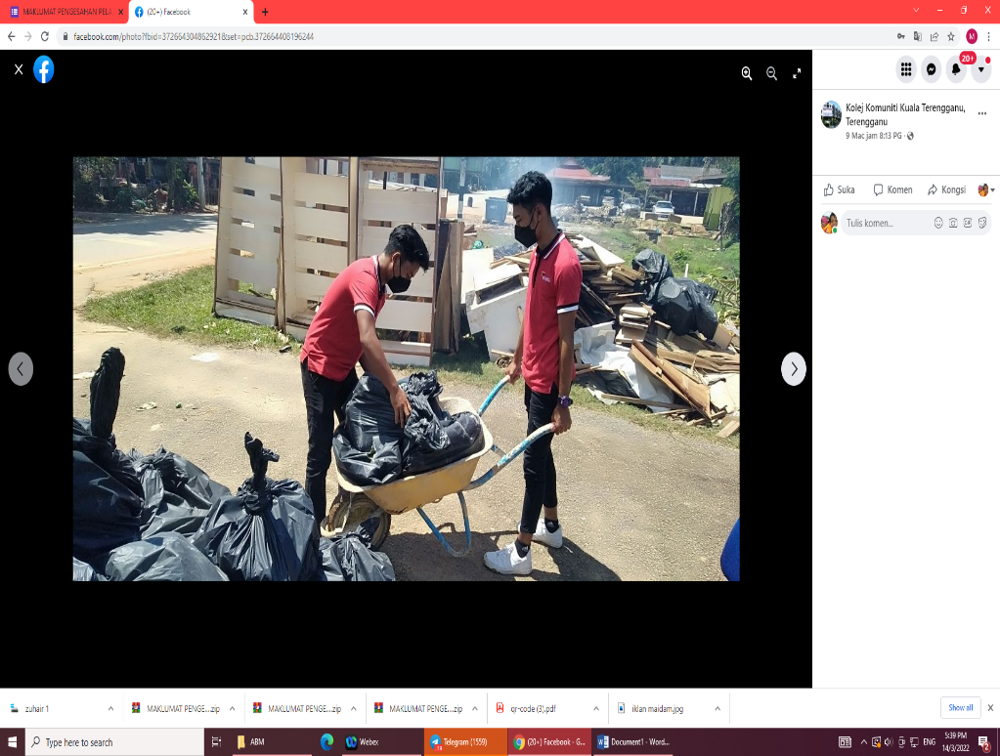 MAKLUMAT PENGESAHAN PELA
(20+) Facebook
facebook.com/photo?fbid=3726643048629218&set=pcb.372664408196244
M
20+
Kolej Komuniti Kuala Terengganu,
Terengganu
9 Mac jam 8:13 PG
Suka
Komen
Kongsi
Tulis komen...
zuhair 1
MAKLUMAT PENGE....zip
MAKLUMAT PENGE....zip
MAKLUMAT PENGE....zip
qr-code (3).pdf
iklan maidam.jpg
Show all
Type here to search
ABM
Webex
Telegram (1559)
(20+) Facebook - G...
Document1 - Word...
ENG
5:39 PM
14/3/2022
2